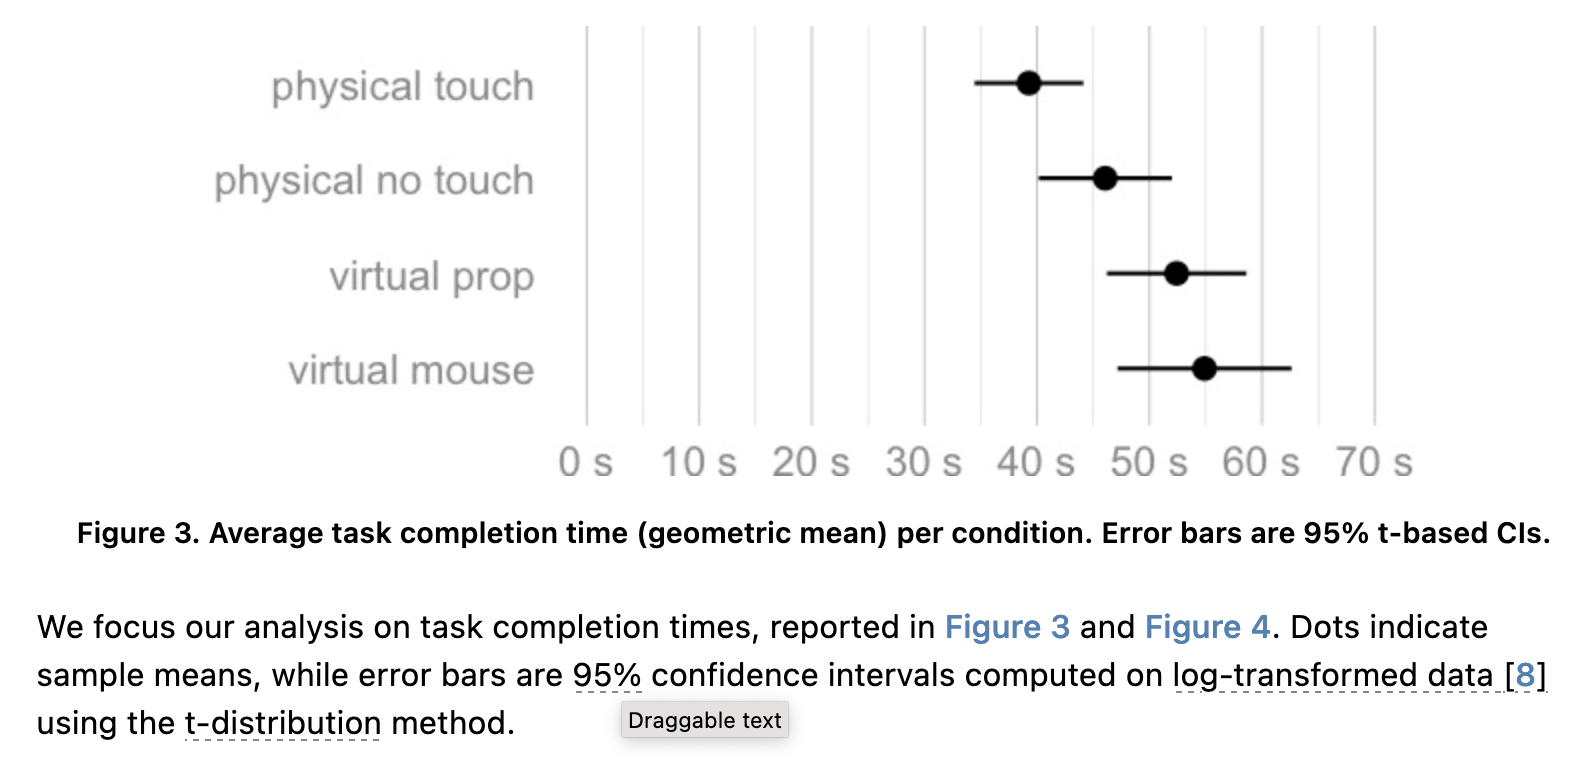 physical touch
physical no touch
virtual prop
virtual mouse
0 s 10 s 20 s 30 s 40 s 50 s 60 s 70 s
Figure 3. Average task completion time (geometric mean) per condition. Error bars are 95% t-based CIs.
We focus our analysis on task completion times, reported in Figure 3 and Figure 4. Dots indicate
sample means, while error bars are 95% confidence intervals computed on log-transformed data [8]
using the t-distribution method.
Draggable text